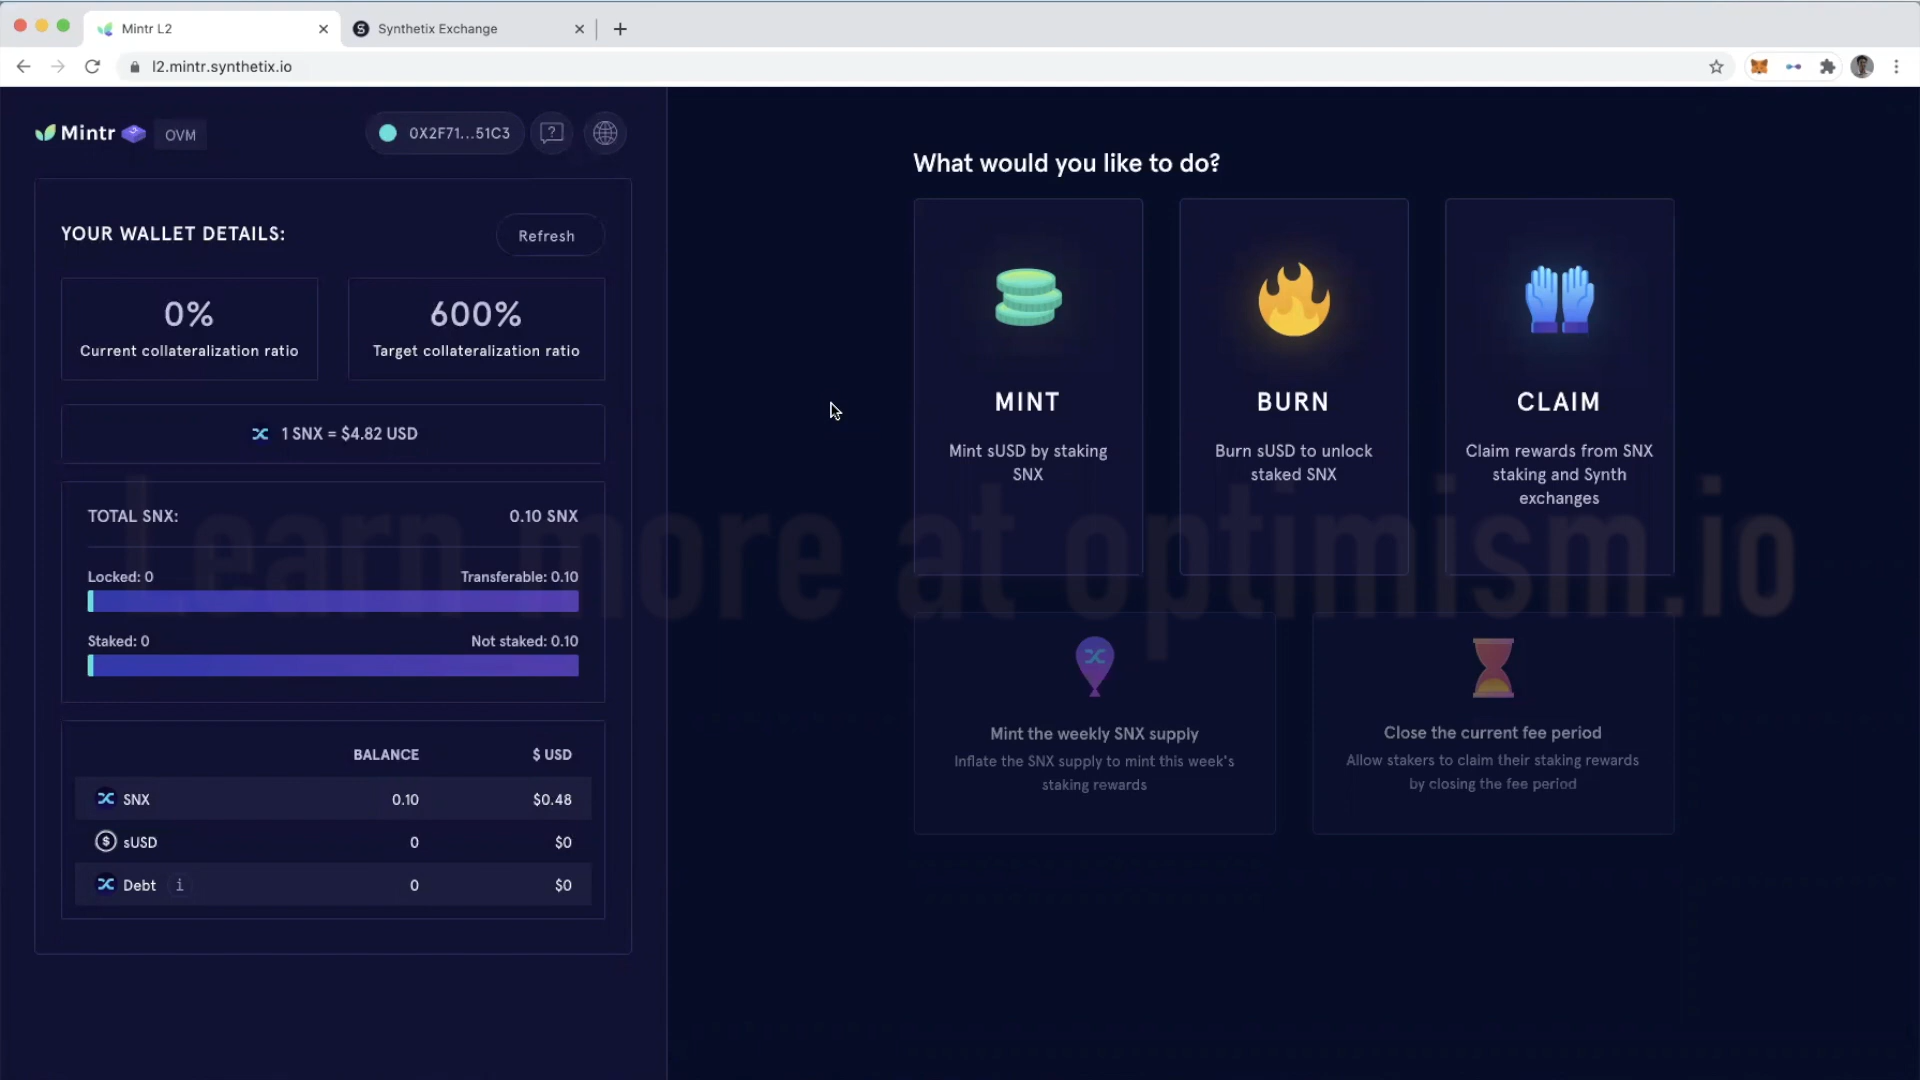 Mintr L2
Synthetix Exchange
l2.mintr.synthetix.io
Mintr
OVM
0X2F71...51C3
YOUR WALLET DETAILS:
Refresh
0%
Current collateralization ratio
600%
Target collateralization ratio
1 SNX = $4.82 USD
TOTAL SNX:
0.10 SNX
Locked: 0
Transferable: 0.10
Staked: 0
Not staked: 0.10
BALANCE
$ USD
SNX
0.10
$0.48
sUSD
0
$0
Debt i
0
$0
What would you like to do?
MINT
Mint sUSD by staking
SNX
BURN
Burn sUSD to unlock
staked SNX
CLAIM
Claim rewards from SNX
staking and Synth
exchanges
Learn more at optimism.io
Mint the weekly SNX supply
Inflate the SNX supply to mint this week's
staking rewards
Close the current fee period
Allow stakers to claim their staking rewards
by closing the fee period